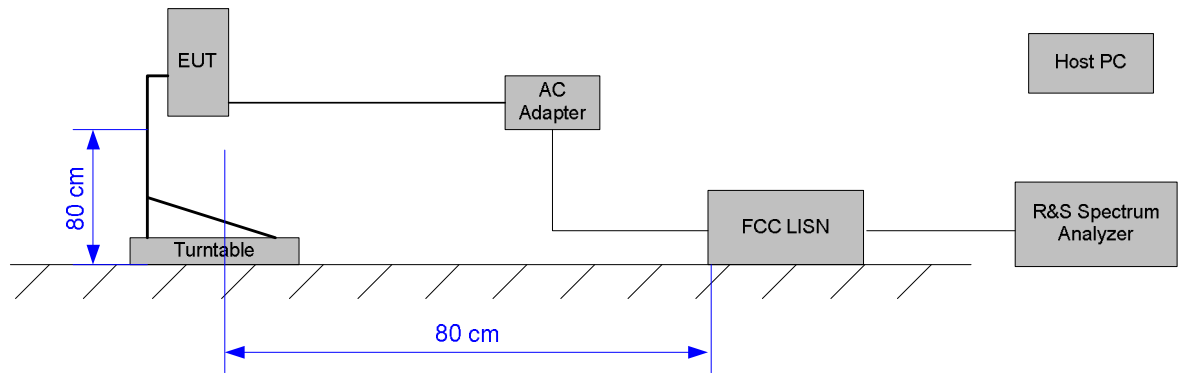 EUT
AC
Adapter
Host PC
80 cm
Turntable
FCC LISN
R&S Spectrum
Analyzer
80 cm